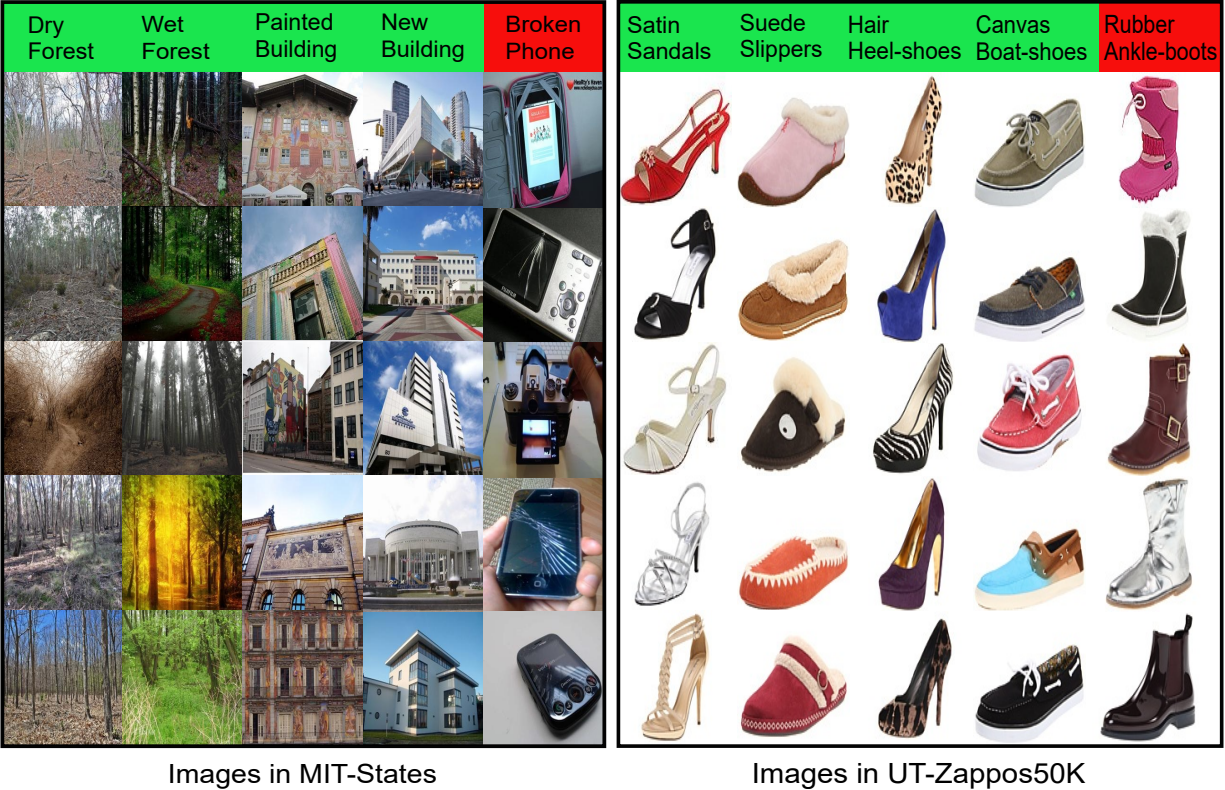 Dry
Forest
Wet
Forest
Painted
Building
New
Building
Broken
Phone
Satin
Sandals
Suede
Slippers
Hair
Heel-shoes
Canvas
Boat-shoes
Rubber
Ankle-boots
Images in MIT-States
Images in UT-Zappos50K